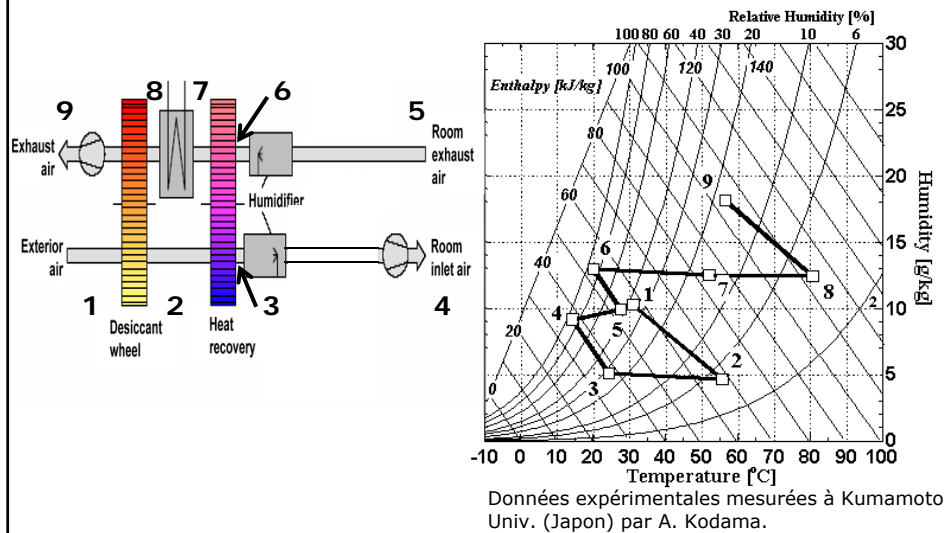 9
8
7
6
5
Exhaust
air
Room
exhaust
air
Humidifier
Exterior
air
Room
inlet air
1
2
3
4
Desiccant
wheel
Heat
recovery
Relative Humidity [%]
100 80 60 40 30 20 10 6
Enthalpy [kJ/kg]
100
120
140
80
60
40
20
0
2
30
25
20
15
10
5
0
Humidity [g/kg]
9
8
7
6
1
5
4
3
2
-10 0 10 20 30 40 50 60 70 80 90 100
Temperature [°C]
Données expérimentales mesurées à Kumamoto
Univ. (Japon) par A. Kodama.